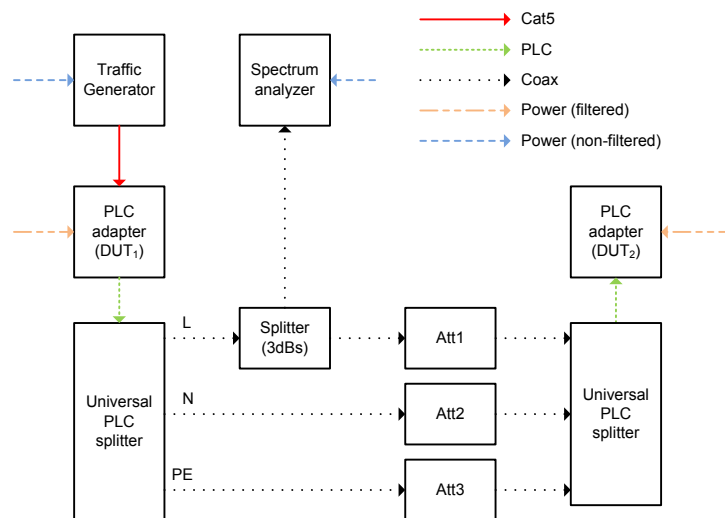 Cat5
PLC
Coax
Power (filtered)
Power (non-filtered)
Traffic
Generator
Spectrum
analyzer
PLC
adapter
(DUT₁)
PLC
adapter
(DUT₂)
L
Splitter
(3dBs)
Att1
Universal
PLC
splitter
N
Att2
Universal
PLC
splitter
PE
Att3